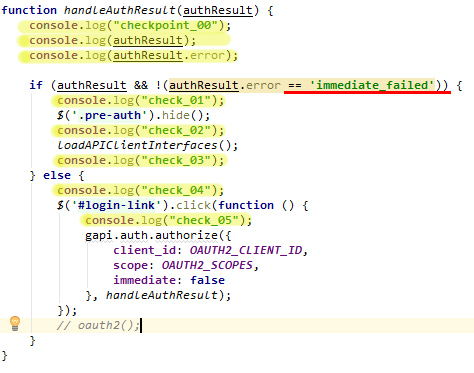 function handleAuthResult(authResult) {
    console.log("checkpoint_00");
    console.log(authResult);
    console.log(authResult.error);

    if (authResult && !(authResult.error == 'immediate_failed')) {
        console.log("check_01");
        $('.pre-auth').hide();
        console.log("check_02");
        loadAPIClientInterfaces();
        console.log("check_03");
    } else {
        console.log("check_04");
        $('#login-link').click(function () {
            console.log("check_05");
            gapi.auth.authorize({
                client_id: OAUTH2_CLIENT_ID,
                scope: OAUTH2_SCOPES,
                immediate: false
            }, handleAuthResult);
        });
        // oauth2();
    }
}